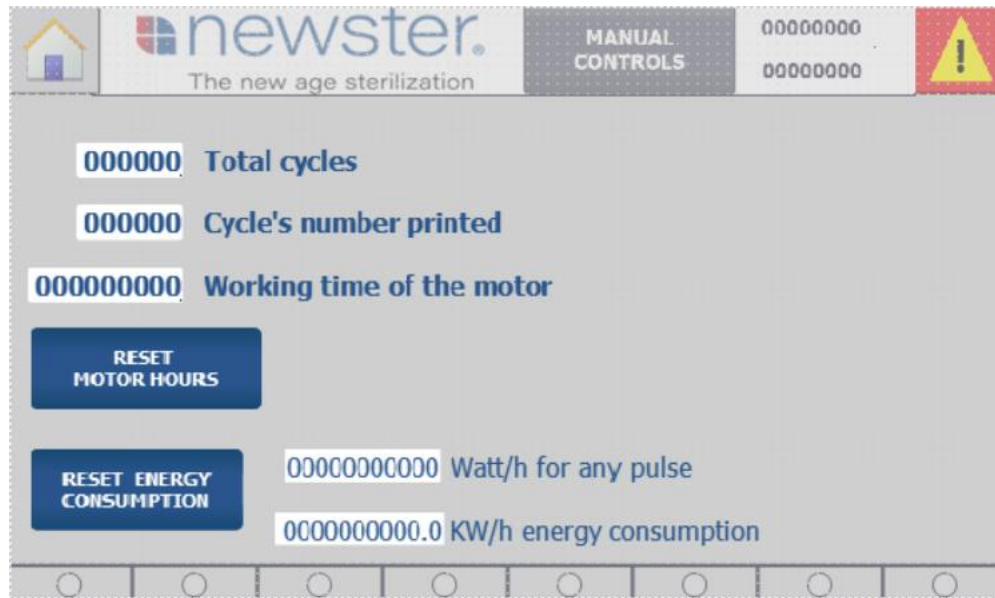 newster®
The new age sterilization
MANUAL
CONTROLS
00000000
00000000
!
000000 Total cycles
000000 Cycle's number printed
000000000 Working time of the motor
RESET
MOTOR HOURS
RESET ENERGY
CONSUMPTION
00000000000 Watt/h for any pulse
0000000000.0 KW/h energy consumption